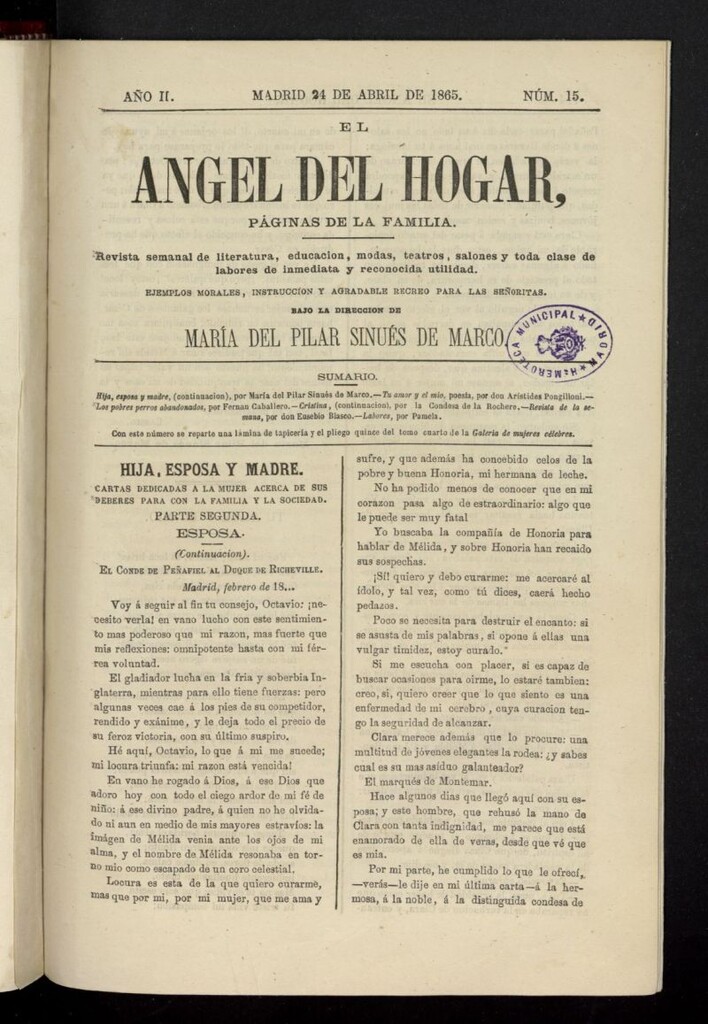 AÑO II. MADRID 24 DE ABRIL DE 1865. NÚM. 15.
EL
ANGEL DEL HOGAR,
PÁGINAS DE LA FAMILIA.
Revista semanal de literatura, educacion, modas, teatros, salones y toda clase de
labores de inmediata y reconocida utilidad.
EJEMPLOS MORALES, INSTRUCCION Y AGRADABLE RECREO PARA LAS SEÑORITAS.
BAJO LA DIRECCION DE
MARÍA DEL PILAR SINUÉS DE MARCO.
HEMEROTECA MUNICIPAL ★ MADRID ★
SUMARIO.
Hija, esposa y madre, (continuacion), por María del Pilar Sinués de Marco.—Tu amor y el mio, poesía, por don Arístides Pongilioni.—
Los pobres perros abandonados, por Fernan Caballero.—Cristina, (continuacion), por la Condesa de la Rochere.—Revista de la se-
mana, por don Eusebio Blasco.—Labores, por Pamela.
Con este número se reparte una lámina de tapicería y el pliego quince del tomo cuarto de la Galería de mujeres célebres.
HIJA, ESPOSA Y MADRE.
CARTAS DEDICADAS A LA MUJER ACERCA DE SUS
DEBERES PARA CON LA FAMILIA Y LA SOCIEDAD.
PARTE SEGUNDA.
ESPOSA.
(Continuacion).
EL CONDE DE PEÑAFIEL AL DUQUE DE RICHEVILLE.
Madrid, febrero de 18...
Voy á seguir al fin tu consejo, Octavio: ¡ne-
cesito verla! en vano lucho con este sentimien-
to mas poderoso que mi razon, mas fuerte que
mis reflexiones: omnipotente hasta con mi fér-
rea voluntad.
El gladiador lucha en la fria y soberbia In-
glaterra, mientras para ello tiene fuerzas: pero
algunas veces cae á los pies de su competidor,
rendido y exánime, y le deja todo el precio de
su feroz victoria, con su último suspiro.
Hé aquí, Octavio, lo que á mi me sucede;
mi locura triunfa: mi razon está vencida!
En vano he rogado á Dios, á ese Dios que
adoro hoy con todo el ciego ardor de mi fé de
niño: á ese divino padre, á quien no he olvida-
do ni aun en medio de mis mayores estravíos: la
imágen de Mélida venia ante los ojos de mi
alma, y el nombre de Mélida resonaba en tor-
no mio como escapado de un coro celestial.
Locura es esta de la que quiero curarme,
mas que por mi, por mi mujer, que me ama y
sufre, y que además ha concebido celos de la
pobre y buena Honoria, mi hermana de leche.
No ha podido menos de conocer que en mi
corazon pasa algo de estraordinario: algo que
le puede ser muy fatal
Yo buscaba la compañía de Honoria para
hablar de Mélida, y sobre Honoria han recaido
sus sospechas.
¡Sí! quiero y debo curarme: me acercaré al
ídolo, y tal vez, como tú dices, caerá hecho
pedazos.
Poco se necesita para destruir el encanto: si
se asusta de mis palabras, si opone á ellas una
vulgar timidez, estoy curado."
Si me escucha con placer, si es capaz de
buscar ocasiones para oirme, lo estaré tambien:
creo, si, quiero creer que lo que siento es una
enfermedad de mi cerebro, cuya curacion ten-
go la seguridad de alcanzar.
Clara merece además que lo procure: una
multitud de jóvenes elegantes la rodea: ¿y sabes
cual es su mas asíduo galanteador?
El marqués de Montemar.
Hace algunos dias que llegó aquí con su es-
posa; y este hombre, que rehusó la mano de
Clara con tanta indignidad, me parece que está
enamorado de ella de veras, desde que vé que
es mia.
Por mi parte, he cumplido lo que le ofrecí,
—verás—le dije en mi última carta—á la her-
mosa, á la noble, á la distinguida condesa de